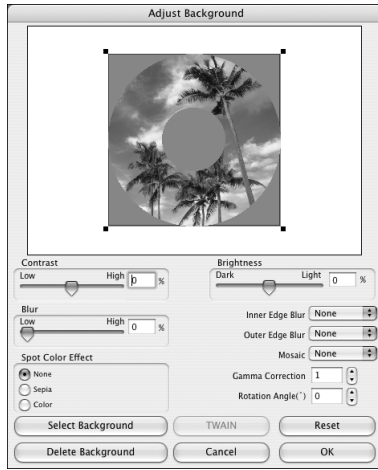 Adjust Background
Contrast
Low High 0 %
Brightness
Dark Light 0 %
Blur
Low High 0 %
Inner Edge Blur None
Outer Edge Blur None
Mosaic None
Spot Color Effect
None
Sepia
Color
Gamma Correction 1
Rotation Angle(°) 0
Select Background TWAIN Reset
Delete Background Cancel OK